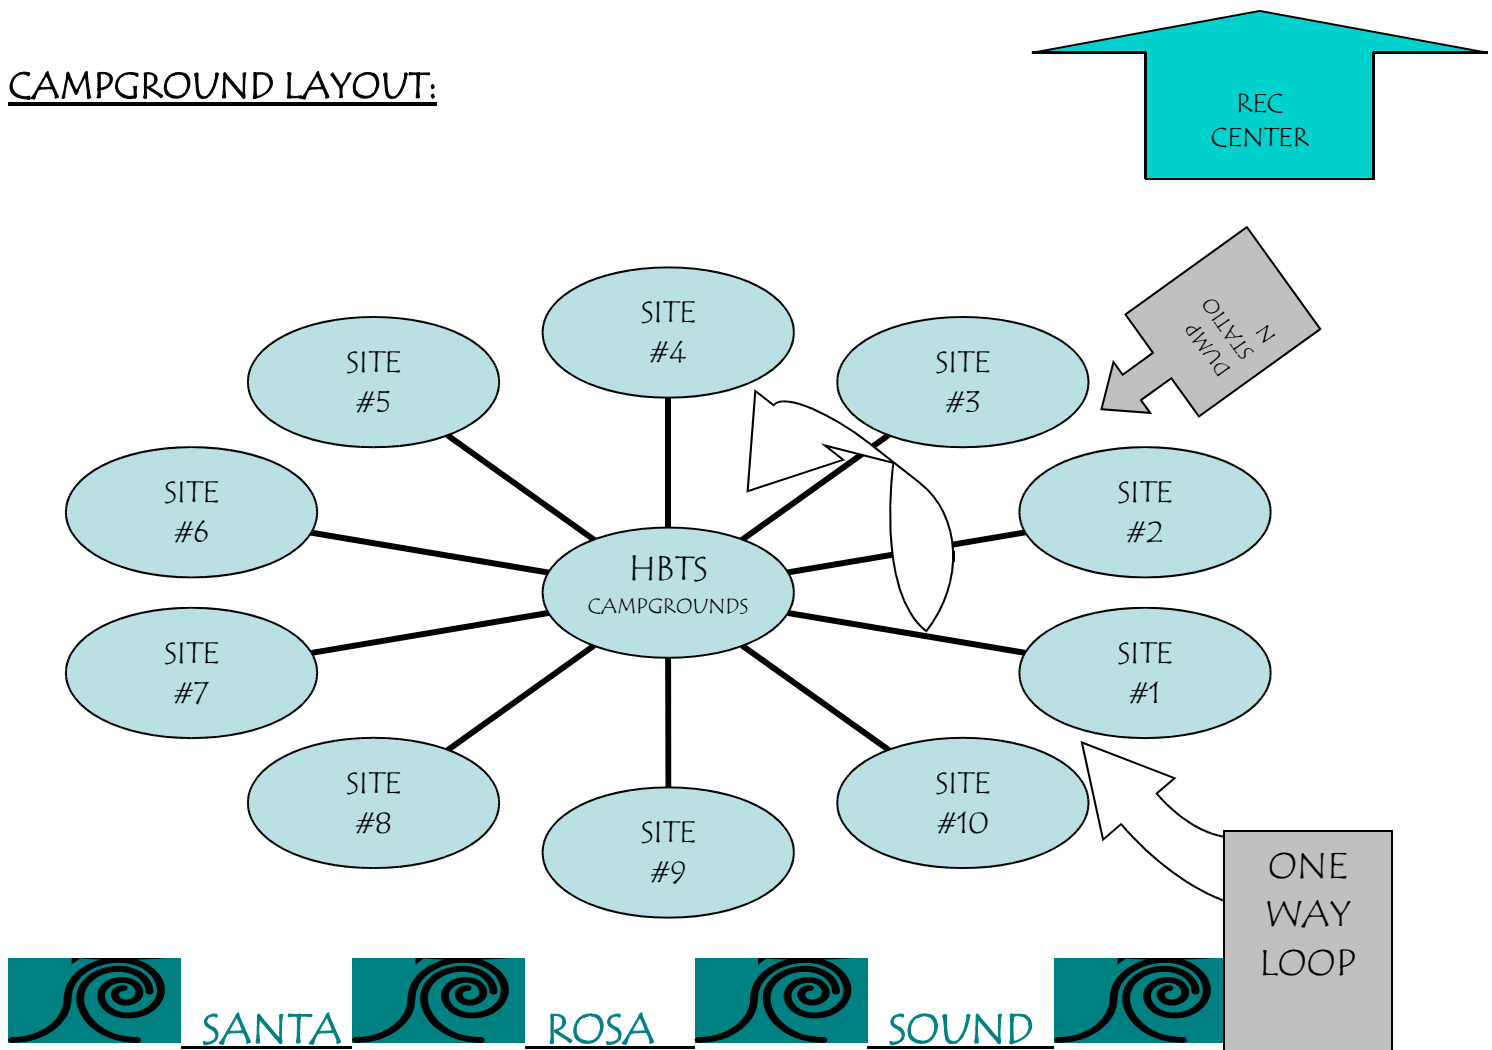 CAMPGROUND LAYOUT:
REC
CENTER
DUMP
STATIO
N
SITE
#4
SITE
#5
SITE
#3
SITE
#6
SITE
#2
HBTS
CAMPGROUNDS
SITE
#7
SITE
#1
SITE
#8
SITE
#10
SITE
#9
ONE
WAY
LOOP
SANTA ROSA SOUND